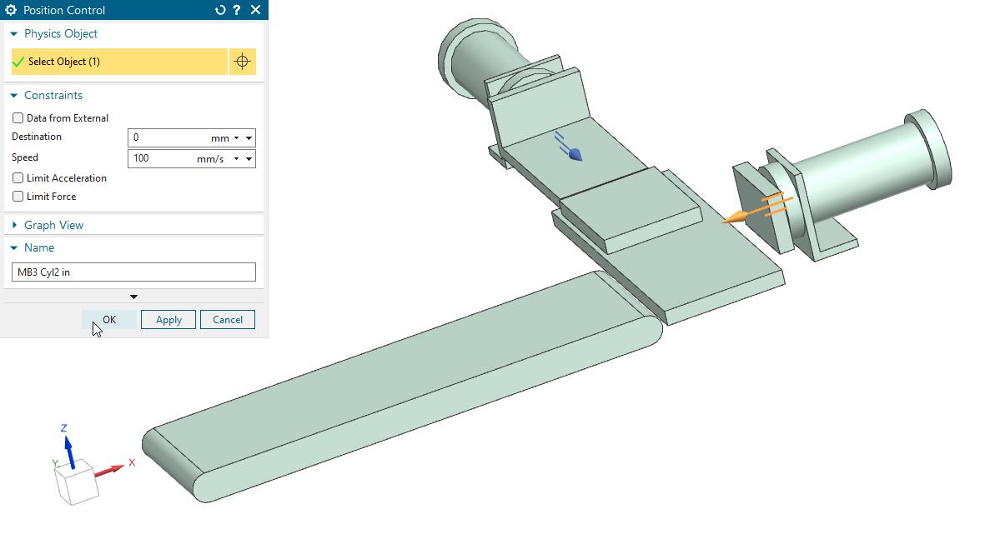 Position Control
Physics Object
Select Object (1)
Constraints
Data from External
Destination 0 mm
Speed 100 mm/s
Limit Acceleration
Limit Force
Graph View
Name
MB3 Cyl2 in
OK Apply Cancel
Z
Y
X